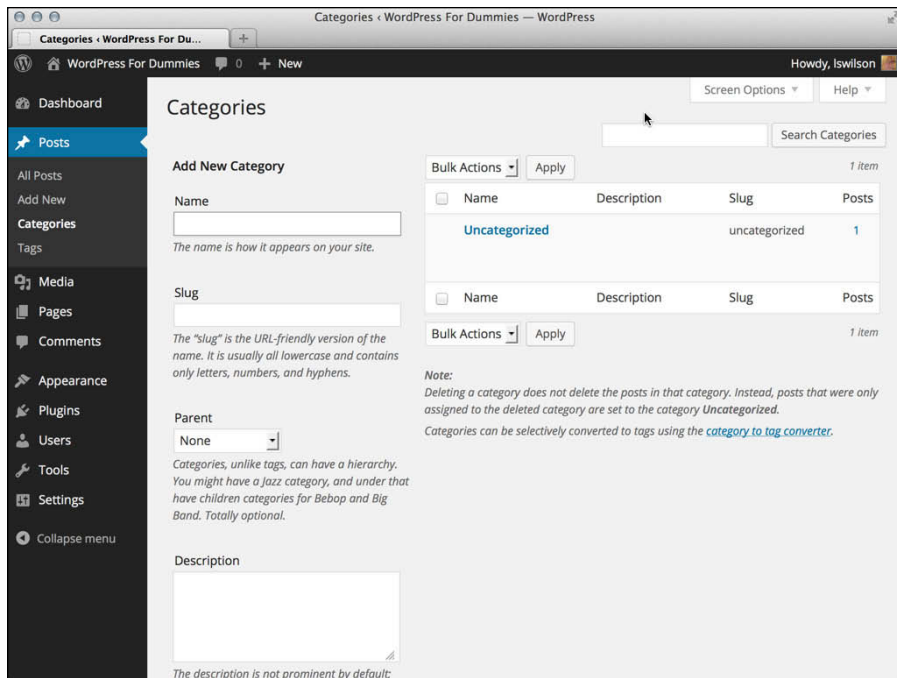 Categories ‹ WordPress For Dummies — WordPress
Categories ‹ WordPress For Du...
WordPress For Dummies 0 + New Howdy, lswilson
Dashboard
Posts
All Posts
Add New
Categories
Tags
Media
Pages
Comments
Appearance
Plugins
Users
Tools
Settings
Collapse menu
Screen Options Help
Categories
Search Categories
Add New Category
Name
The name is how it appears on your site.
Slug
The “slug” is the URL-friendly version of the
name. It is usually all lowercase and contains
only letters, numbers, and hyphens.
Parent
None
Categories, unlike tags, can have a hierarchy.
You might have a Jazz category, and under that
have children categories for Bebop and Big
Band. Totally optional.
Description
The description is not prominent by default;
Bulk Actions Apply 1 item
Name Description Slug Posts
Uncategorized uncategorized 1
Name Description Slug Posts
Bulk Actions Apply 1 item
Note:
Deleting a category does not delete the posts in that category. Instead, posts that were only
assigned to the deleted category are set to the category Uncategorized.
Categories can be selectively converted to tags using the category to tag converter.